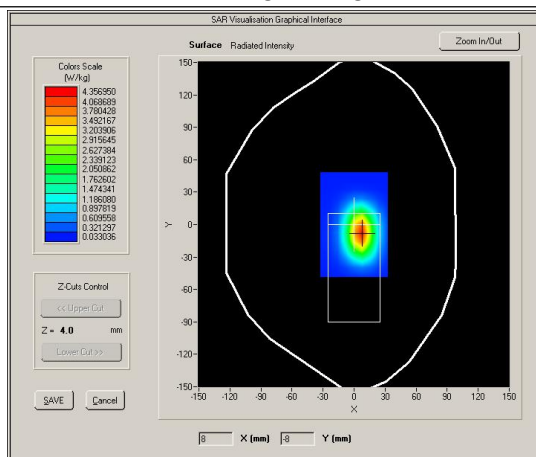 SAR Visualisation Graphical Interface
Surface Radiated Intensity
Zoom In/Out
Colors Scale
(W/kg)
4.356950
4.068689
3.780428
3.492167
3.203906
2.915645
2.627384
2.339123
2.050862
1.762602
1.474341
1.186080
0.897819
0.609558
0.321297
0.033036
150
120
90
60
30
0
-30
-60
-90
-120
-150
Y
-150 -120 -90 -60 -30 0 30 60 90 120 150
X
Z-Cuts Control
<< Upper Cut
Z = 4.0 mm
Lower Cut >>
SAVE
Cancel
8 X (mm) -8 Y (mm)